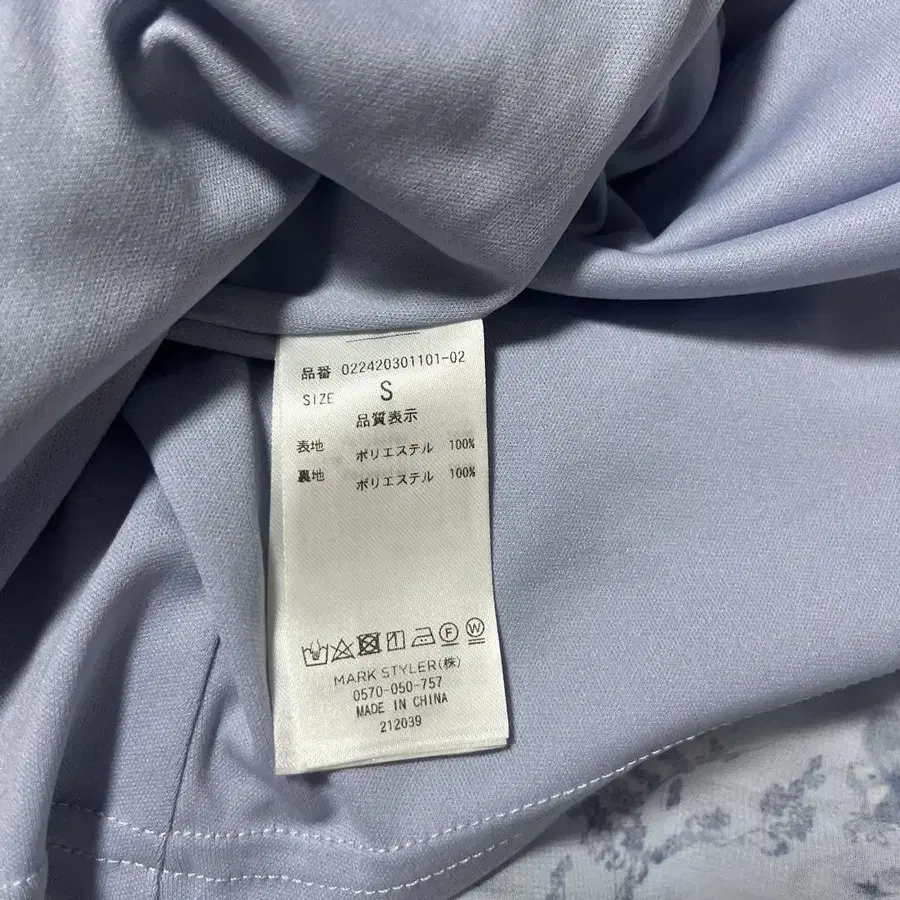 品番 022420301101-02
SIZE S
品質表示
表地 ポリエステル 100%
裏地 ポリエステル 100%
F W
MARK STYLER(株)
0570-050-757
MADE IN CHINA
212039